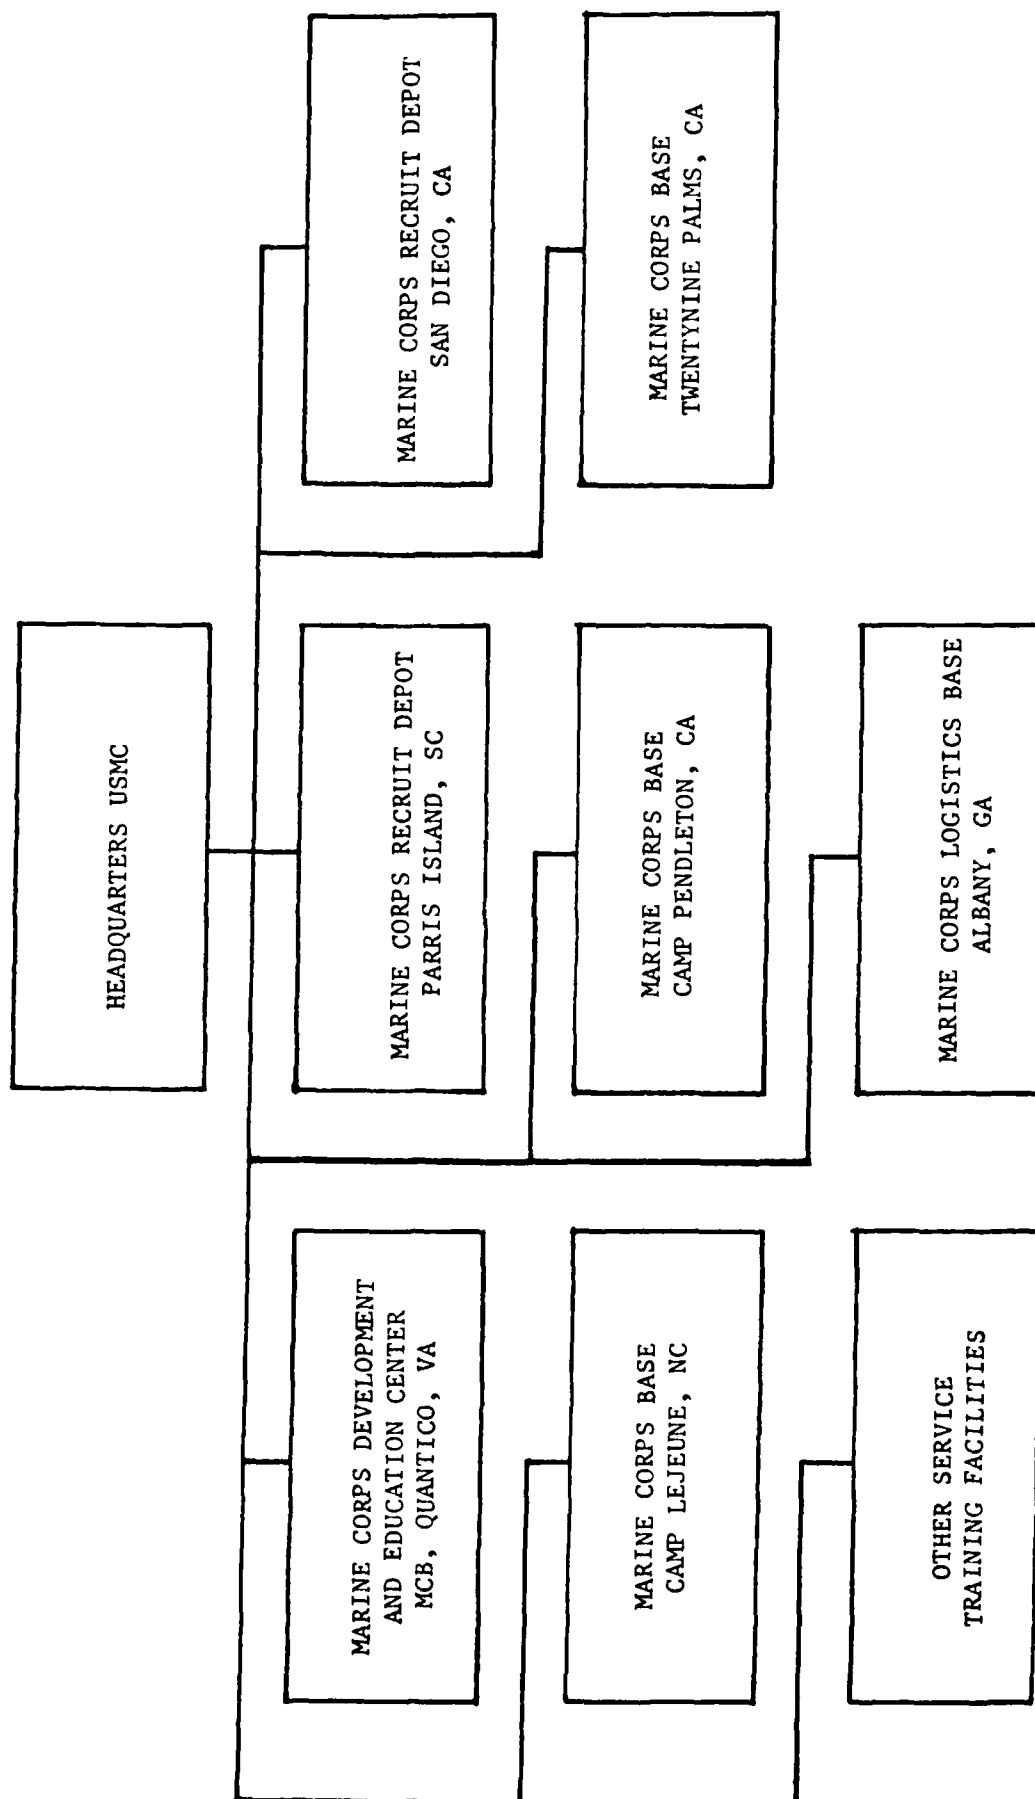 HEADQUARTERS USMC
MARINE CORPS DEVELOPMENT
AND EDUCATION CENTER
MCB, QUANTICO, VA
MARINE CORPS RECRUIT DEPOT
PARRIS ISLAND, SC
MARINE CORPS RECRUIT DEPOT
SAN DIEGO, CA
MARINE CORPS BASE
CAMP LEJEUNE, NC
MARINE CORPS BASE
CAMP PENDLETON, CA
MARINE CORPS BASE
TWENTYNINE PALMS, CA
OTHER SERVICE
TRAINING FACILITIES
MARINE CORPS LOGISTICS BASE
ALBANY, GA